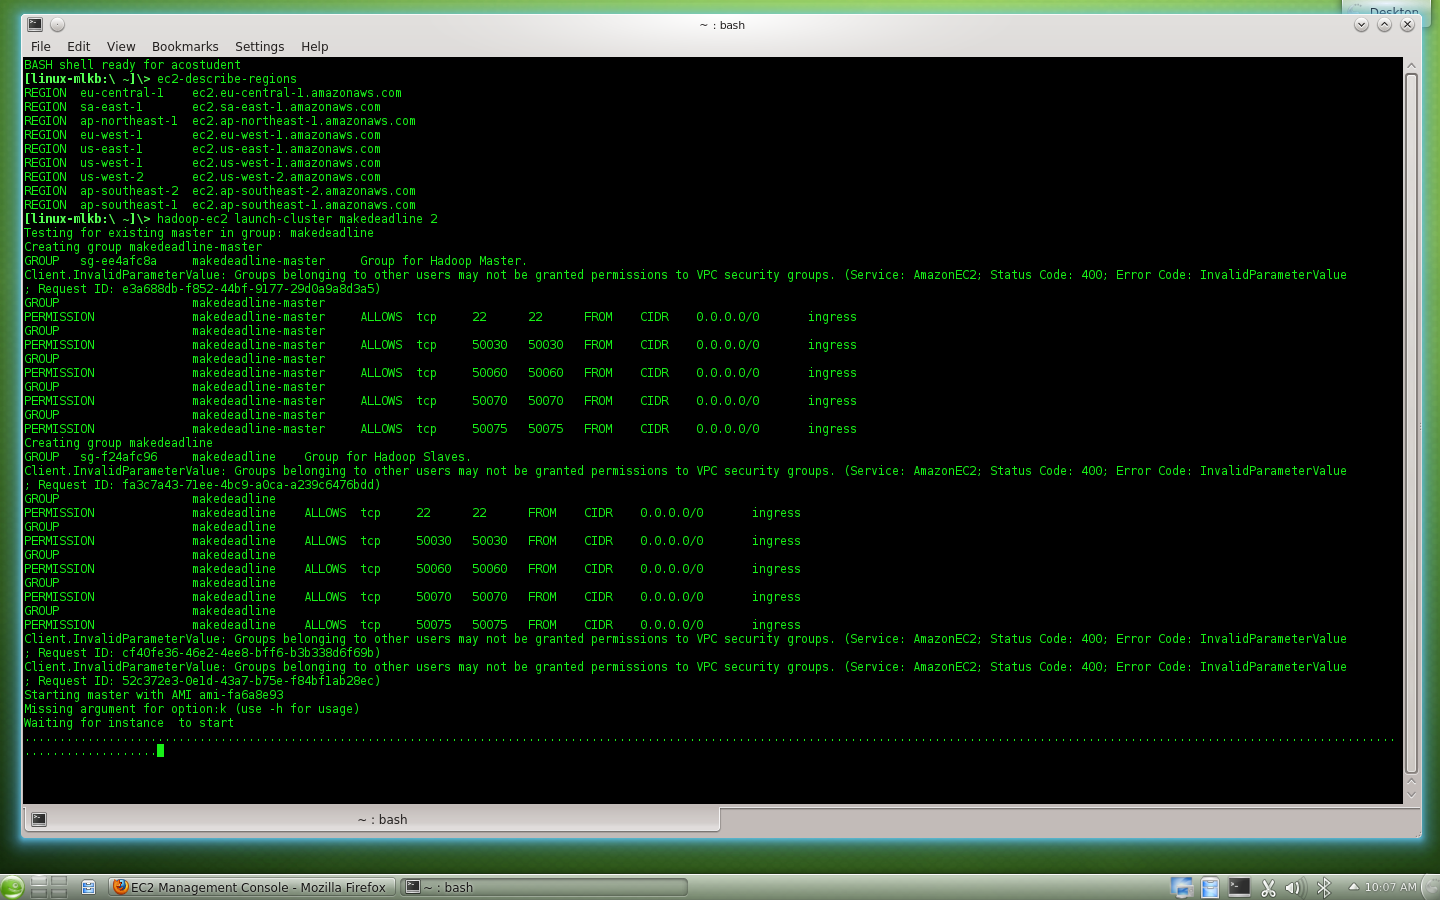 Desktop
~ : bash
File Edit View Bookmarks Settings Help
BASH shell ready for acostudent
[linux-mlkb:\ ~]\> ec2-describe-regions
REGION  eu-central-1    ec2.eu-central-1.amazonaws.com
REGION  sa-east-1       ec2.sa-east-1.amazonaws.com
REGION  ap-northeast-1  ec2.ap-northeast-1.amazonaws.com
REGION  eu-west-1       ec2.eu-west-1.amazonaws.com
REGION  us-east-1       ec2.us-east-1.amazonaws.com
REGION  us-west-1       ec2.us-west-1.amazonaws.com
REGION  us-west-2       ec2.us-west-2.amazonaws.com
REGION  ap-southeast-2  ec2.ap-southeast-2.amazonaws.com
REGION  ap-southeast-1  ec2.ap-southeast-1.amazonaws.com
[linux-mlkb:\ ~]\> hadoop-ec2 launch-cluster makedeadline 2
Testing for existing master in group: makedeadline
Creating group makedeadline-master
GROUP   sg-ee4afc8a     makedeadline-master     Group for Hadoop Master.
Client.InvalidParameterValue: Groups belonging to other users may not be granted permissions to VPC security groups. (Service: AmazonEC2; Status Code: 400; Error Code: InvalidParameterValue
; Request ID: e3a688db-f852-44bf-9177-29d0a9a8d3a5)
GROUP                   makedeadline-master
PERMISSION              makedeadline-master     ALLOWS  tcp     22      22      FROM    CIDR    0.0.0.0/0       ingress
GROUP                   makedeadline-master
PERMISSION              makedeadline-master     ALLOWS  tcp     50030   50030   FROM    CIDR    0.0.0.0/0       ingress
GROUP                   makedeadline-master
PERMISSION              makedeadline-master     ALLOWS  tcp     50060   50060   FROM    CIDR    0.0.0.0/0       ingress
GROUP                   makedeadline-master
PERMISSION              makedeadline-master     ALLOWS  tcp     50070   50070   FROM    CIDR    0.0.0.0/0       ingress
GROUP                   makedeadline-master
PERMISSION              makedeadline-master     ALLOWS  tcp     50075   50075   FROM    CIDR    0.0.0.0/0       ingress
Creating group makedeadline
GROUP   sg-f24afc96     makedeadline    Group for Hadoop Slaves.
Client.InvalidParameterValue: Groups belonging to other users may not be granted permissions to VPC security groups. (Service: AmazonEC2; Status Code: 400; Error Code: InvalidParameterValue
; Request ID: fa3c7a43-71ee-4bc9-a0ca-a239c6476bdd)
GROUP                   makedeadline
PERMISSION              makedeadline    ALLOWS  tcp     22      22      FROM    CIDR    0.0.0.0/0       ingress
GROUP                   makedeadline
PERMISSION              makedeadline    ALLOWS  tcp     50030   50030   FROM    CIDR    0.0.0.0/0       ingress
GROUP                   makedeadline
PERMISSION              makedeadline    ALLOWS  tcp     50060   50060   FROM    CIDR    0.0.0.0/0       ingress
GROUP                   makedeadline
PERMISSION              makedeadline    ALLOWS  tcp     50070   50070   FROM    CIDR    0.0.0.0/0       ingress
GROUP                   makedeadline
PERMISSION              makedeadline    ALLOWS  tcp     50075   50075   FROM    CIDR    0.0.0.0/0       ingress
Client.InvalidParameterValue: Groups belonging to other users may not be granted permissions to VPC security groups. (Service: AmazonEC2; Status Code: 400; Error Code: InvalidParameterValue
; Request ID: cf40fe36-46e2-4ee8-bff6-b3b338d6f69b)
Client.InvalidParameterValue: Groups belonging to other users may not be granted permissions to VPC security groups. (Service: AmazonEC2; Status Code: 400; Error Code: InvalidParameterValue
; Request ID: 52c372e3-0e1d-43a7-b75e-f84bf1ab28ec)
Starting master with AMI ami-fa6a8e93
Missing argument for option:k (use -h for usage)
Waiting for instance  to start
....................................................................................................................................................................................................
...................
~ : bash
EC2 Management Console - Mozilla Firefox
~ : bash
10:07 AM